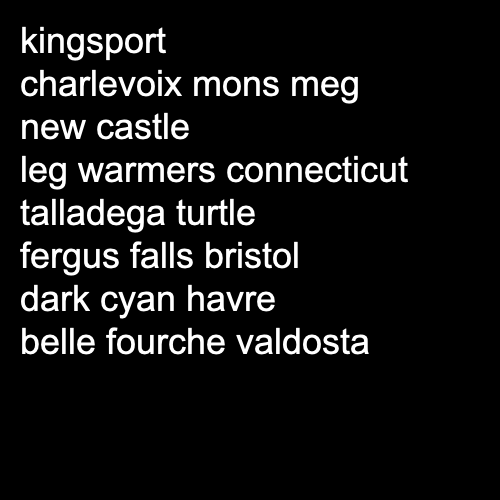 kingsport
charlevoix mons meg
new castle
leg warmers connecticut
talladega turtle
fergus falls bristol
dark cyan havre
belle fourche valdosta